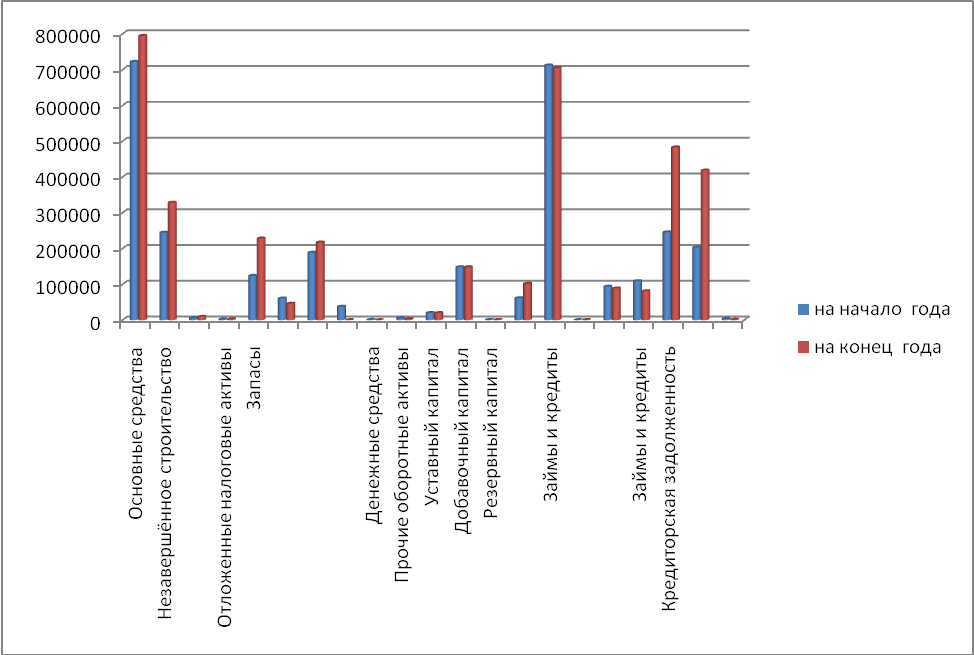 800000
700000
600000
500000
400000
300000
200000
100000
0
Основные средства
Незавершённое строительство
Отложенные налоговые активы
Запасы
Денежные средства
Прочие оборотные активы
Уставный капитал
Добавочный капитал
Резервный капитал
Займы и кредиты
Займы и кредиты
Кредиторская задолженность
на начало года
на конец года